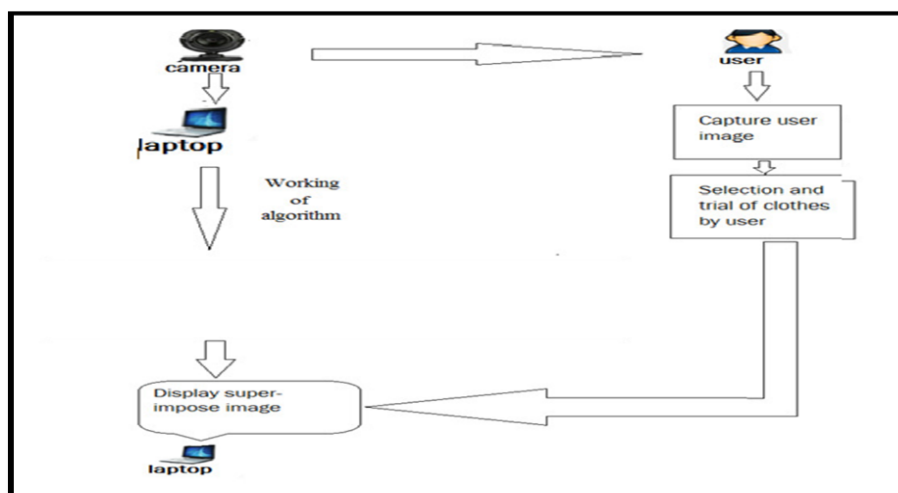 camera
user
laptop
Capture user
image
Working
of
algorithm
Selection and
trial of clothes
by user
Display super-
impose image
laptop